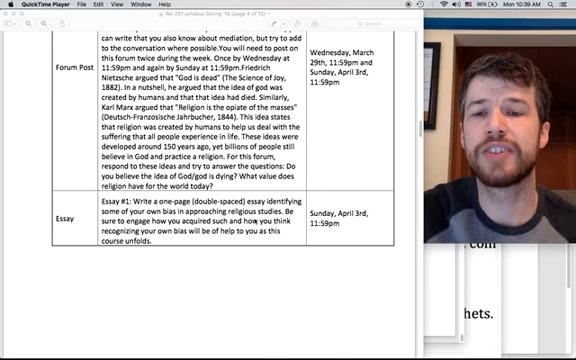 QuickTime Player File Edit View Window Help
96% Mon 10:39 AM
Rel 201 syllabus Spring '16 (page 4 of 12)
can write that you also know about mediation, but try to add
to the conversation where possible.You will need to post on
this forum twice during the week. Once by Wednesday at
11:59pm and again by Sunday at 11:59pm.Friedrich
Nietzsche argued that "God is dead" (The Science of Joy,
1882). In a nutshell, he argued that the idea of god was
created by humans and that that idea had died. Similarly,
Karl Marx argued that "Religion is the opiate of the masses"
(Deutsch-Franzosische Jahrbucher, 1844). This idea states
that religion was created by humans to help us deal with the
suffering that all people experience in life. These ideas were
developed around 150 years ago, yet billions of people still
believe in God and practice a religion. For this forum,
respond to these ideas and try to answer the questions: Do
you believe the idea of God/god is dying? What value does
religion have for the world today?
Forum Post
Wednesday, March
29th, 11:59pm and
Sunday, April 3rd,
11:59pm
Essay
Essay #1: Write a one-page (double-spaced) essay identifying
some of your own bias in approaching religious studies. Be
sure to engage how you acquired such and how you think
recognizing your own bias will be of help to you as this
course unfolds.
Sunday, April 3rd,
11:59pm
com
hets.